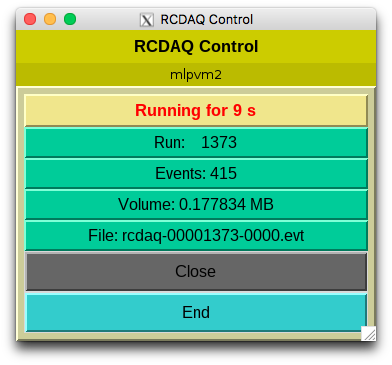 RCDAQ Control
RCDAQ Control
mlpvm2
Running for 9 s
Run: 1373
Events: 415
Volume: 0.177834 MB
File: rcdaq-00001373-0000.evt
Close
End